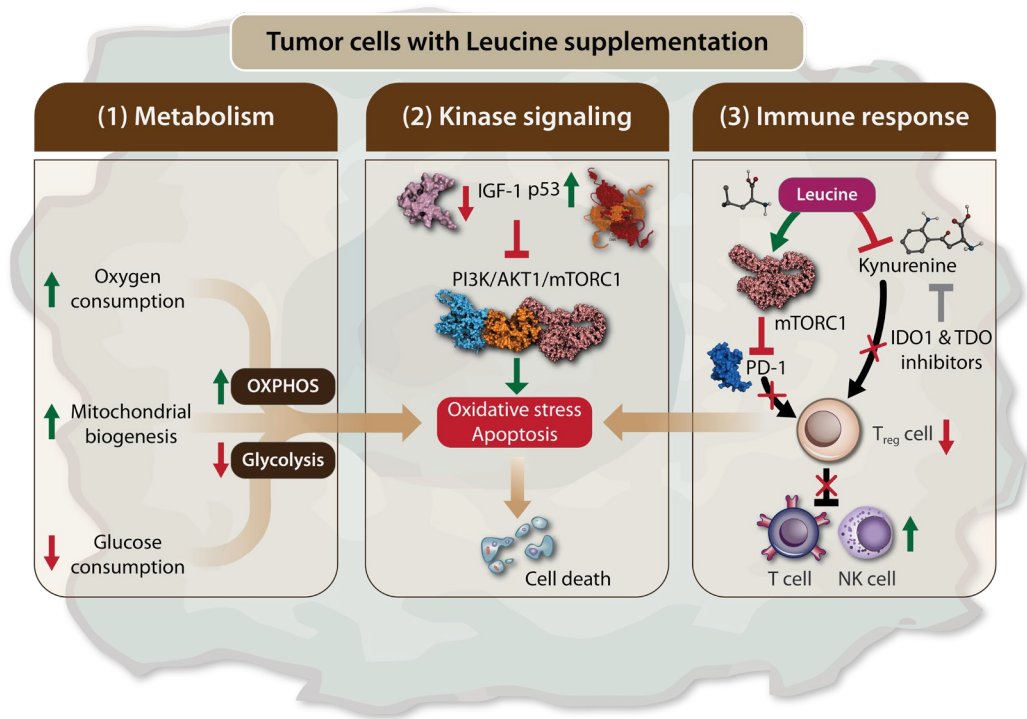 Tumor cells with Leucine supplementation
(1) Metabolism
Oxygen
consumption
OXPHOS
Mitochondrial
biogenesis
Glycolysis
Glucose
consumption
(2) Kinase signaling
IGF-1 p53
PI3K/AKT1/mTORC1
Oxidative stress
Apoptosis
Cell death
(3) Immune response
Leucine
Kynurenine
mTORC1
IDO1 & TDO
inhibitors
PD-1
Treg cell
T cell
NK cell